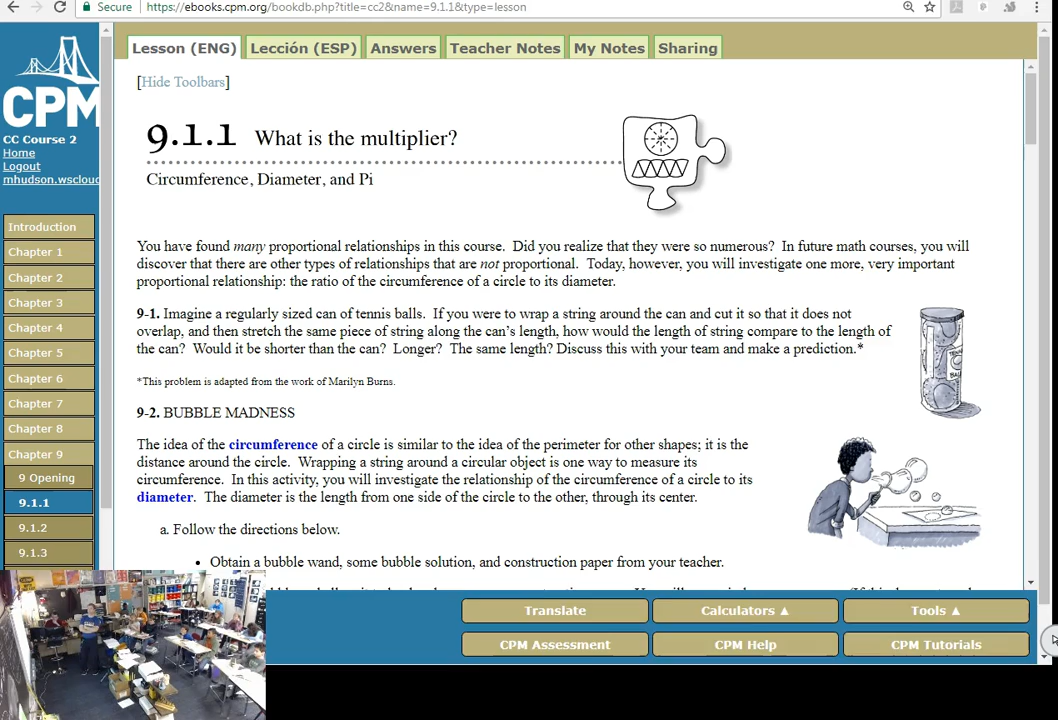 Secure https://ebooks.cpm.org/bookdb.php?title=cc2&name=9.1.1&type=lesson
CPM
CC Course 2
Home
Logout
mhudson.wscloud
Introduction
Chapter 1
Chapter 2
Chapter 3
Chapter 4
Chapter 5
Chapter 6
Chapter 7
Chapter 8
Chapter 9
9 Opening
9.1.1
9.1.2
9.1.3
Lesson (ENG) Lección (ESP) Answers Teacher Notes My Notes Sharing
[Hide Toolbars]
9.1.1 What is the multiplier?
Circumference, Diameter, and Pi
You have found many proportional relationships in this course. Did you realize that they were so numerous? In future math courses, you will
discover that there are other types of relationships that are not proportional. Today, however, you will investigate one more, very important
proportional relationship: the ratio of the circumference of a circle to its diameter.
9-1. Imagine a regularly sized can of tennis balls. If you were to wrap a string around the can and cut it so that it does not
overlap, and then stretch the same piece of string along the can's length, how would the length of string compare to the length of
the can? Would it be shorter than the can? Longer? The same length? Discuss this with your team and make a prediction.*
*This problem is adapted from the work of Marilyn Burns.
9-2. BUBBLE MADNESS
The idea of the circumference of a circle is similar to the idea of the perimeter for other shapes; it is the
distance around the circle. Wrapping a string around a circular object is one way to measure its
circumference. In this activity, you will investigate the relationship of the circumference of a circle to its
diameter. The diameter is the length from one side of the circle to the other, through its center.
a. Follow the directions below.
• Obtain a bubble wand, some bubble solution, and construction paper from your teacher.
Translate Calculators ▲ Tools ▲
CPM Assessment CPM Help CPM Tutorials